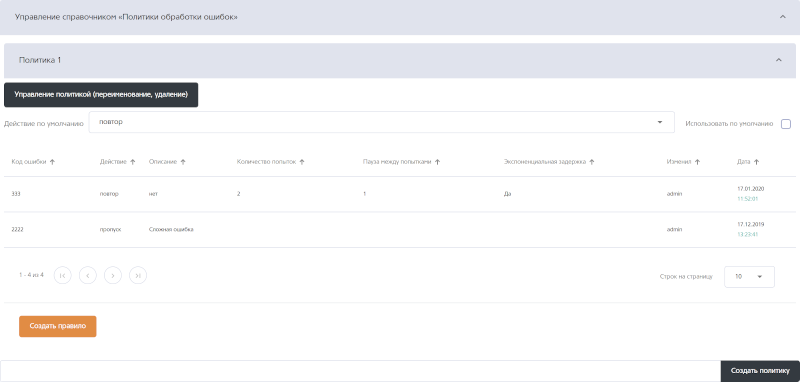 Управление справочником «Политики обработки ошибок»
Политика 1
Управление политикой (переименование, удаление)
Действие по умолчанию повтор Использовать по умолчанию
Код ошибки Действие Описание Количество попыток Пауза между попытками Экспоненциальная задержка Изменил Дата
333 повтор нет 2 1 Да admin 17.01.2020
11:52:01
2222 пропуск Сложная ошибка admin 17.12.2019
13:23:41
1 - 4 из 4 Строк на страницу 10
Создать правило
Создать политику